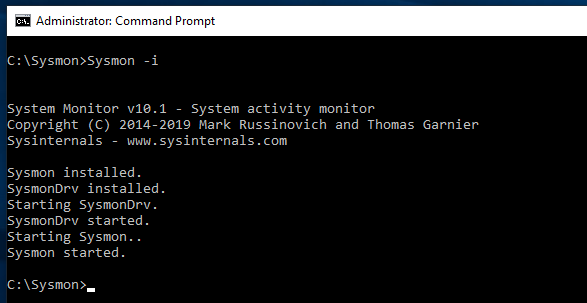 Administrator: Command Prompt
C:\Sysmon>Sysmon -i
System Monitor v10.1 - System activity monitor
Copyright (C) 2014-2019 Mark Russinovich and Thomas Garnier
Sysinternals - www.sysinternals.com
Sysmon installed.
SysmonDrv installed.
Starting SysmonDrv.
SysmonDrv started.
Starting Sysmon..
Sysmon started.
C:\Sysmon>